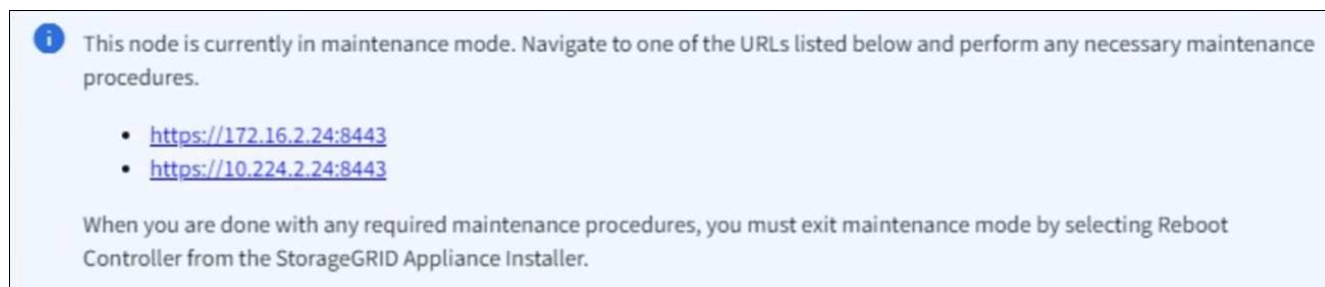 This node is currently in maintenance mode. Navigate to one of the URLs listed below and perform any necessary maintenance
procedures.
• https://172.16.2.24:8443
• https://10.224.2.24:8443
When you are done with any required maintenance procedures, you must exit maintenance mode by selecting Reboot
Controller from the StorageGRID Appliance Installer.